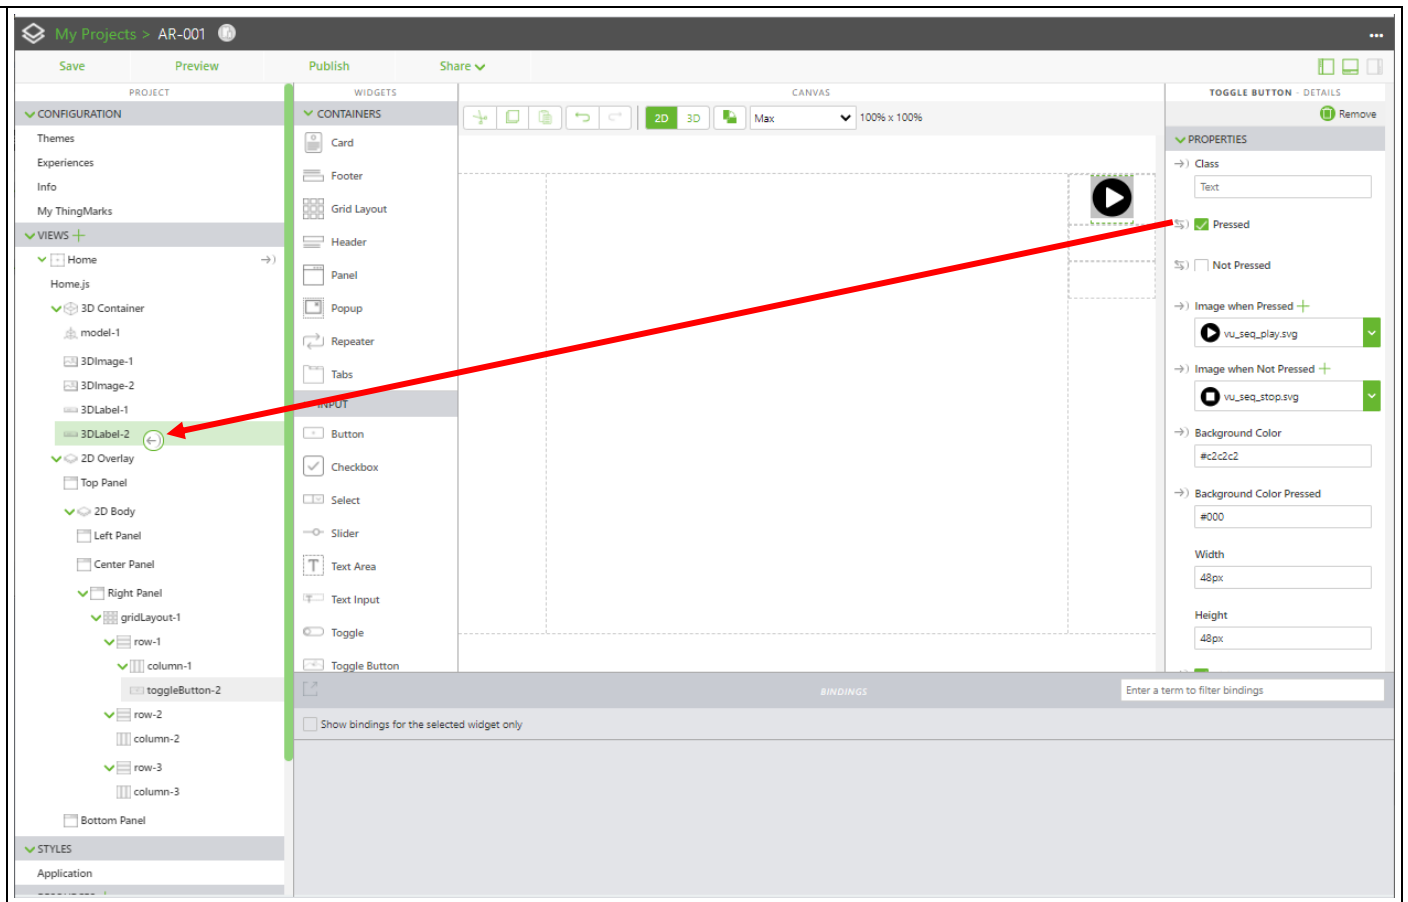 My Projects > AR-001
Save Preview Publish Share
PROJECT
CONFIGURATION
Themes
Experiences
Info
My ThingMarks
VIEWS
Home
Home.js
3D Container
model-1
3DImage-1
3DImage-2
3DLabel-1
3DLabel-2
2D Overlay
Top Panel
2D Body
Left Panel
Center Panel
Right Panel
gridLayout-1
row-1
column-1
toggleButton-2
row-2
column-2
row-3
column-3
Bottom Panel
STYLES
Application
WIDGETS
CONTAINERS
Card
Footer
Grid Layout
Header
Panel
Popup
Repeater
Tabs
INPUT
Button
Checkbox
Select
Slider
Text Area
Text Input
Toggle
Toggle Button
CANVAS
2D 3D Max 100% x 100%
TOGGLE BUTTON - DETAILS
Remove
PROPERTIES
Class
Text
Pressed
Not Pressed
Image when Pressed
vu_seq_play.svg
Image when Not Pressed
vu_seq_stop.svg
Background Color
#c2c2c2
Background Color Pressed
#000
Width
48px
Height
48px
BINDINGS
Enter a term to filter bindings
Show bindings for the selected widget only